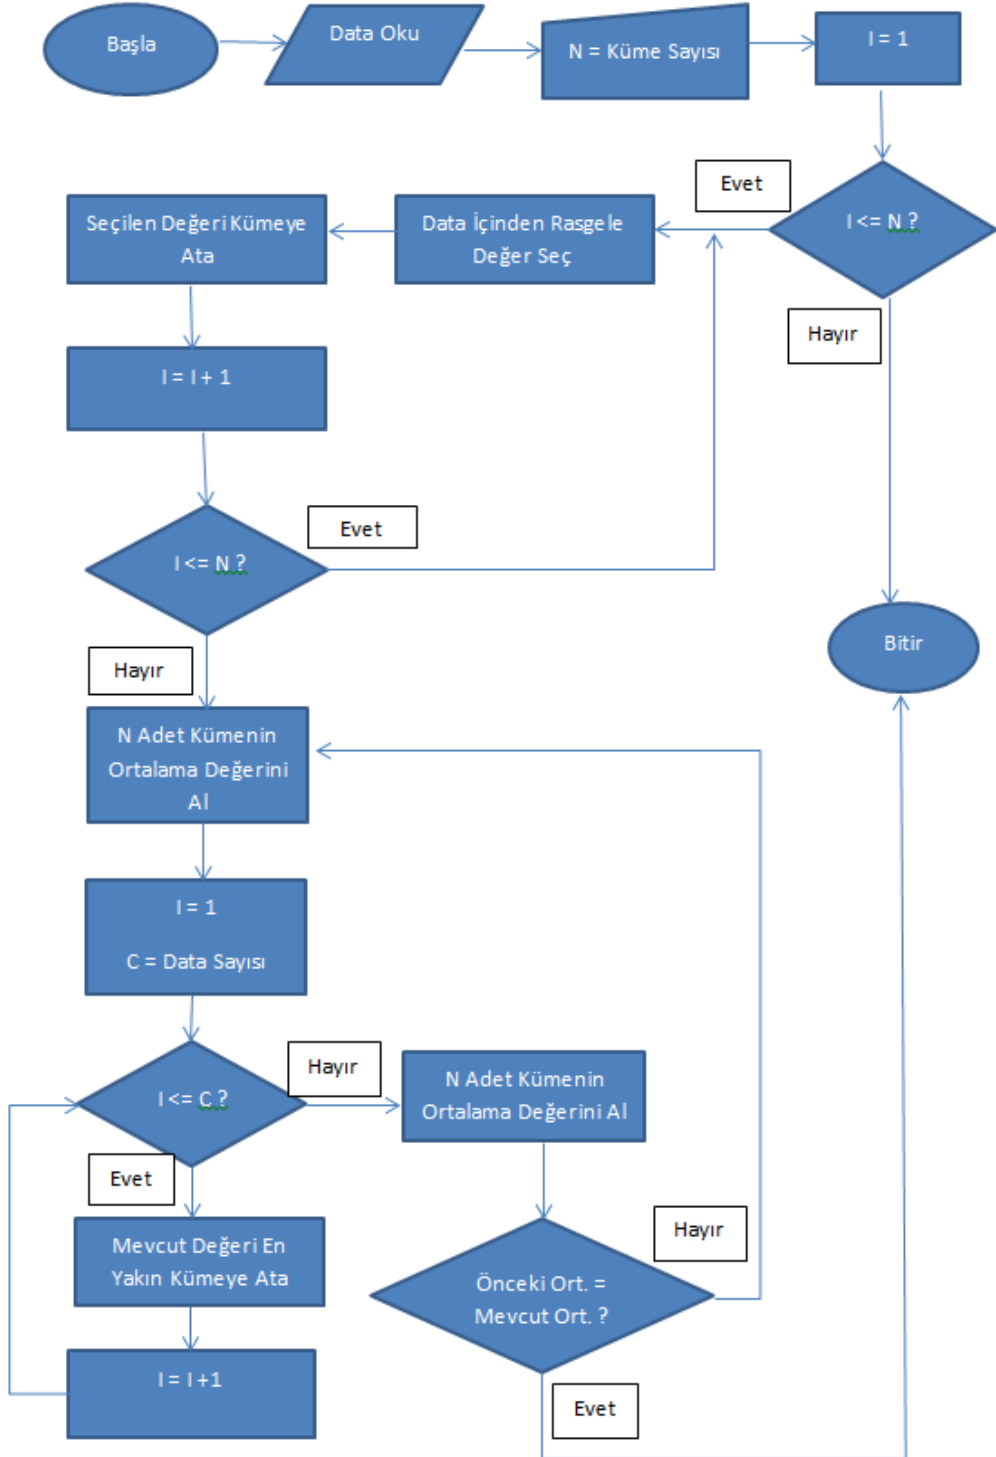 Başla
Data Oku
N = Küme Sayısı
I = 1
Evet
I <= N ?
Hayır
Data İçinden Rasgele
Değer Seç
Seçilen Değeri Kümeye
Ata
I = I + 1
I <= N ?
Evet
Hayır
Bitir
N Adet Kümenin
Ortalama Değerini
Al
I = 1
C = Data Sayısı
I <= C ?
Hayır
Evet
N Adet Kümenin
Ortalama Değerini Al
Mevcut Değeri En
Yakın Kümeye Ata
I = I +1
Önceki Ort. =
Mevcut Ort. ?
Hayır
Evet